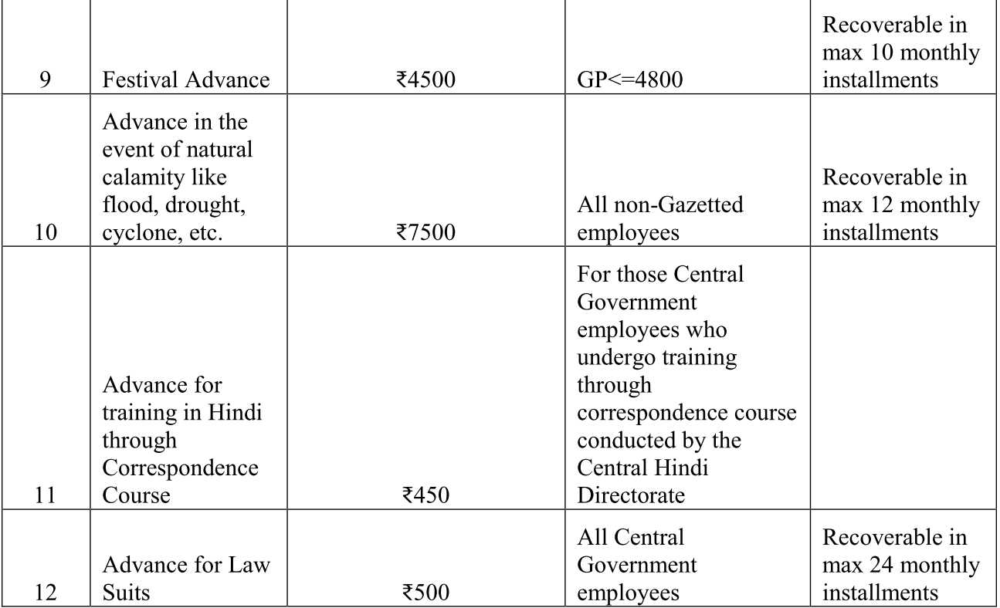 9
Festival Advance
₹4500
GP<=4800
Recoverable in
max 10 monthly
installments
10
Advance in the
event of natural
calamity like
flood, drought,
cyclone, etc.
₹7500
All non-Gazetted
employees
Recoverable in
max 12 monthly
installments
11
Advance for
training in Hindi
through
Correspondence
Course
₹450
For those Central
Government
employees who
undergo training
through
correspondence course
conducted by the
Central Hindi
Directorate
12
Advance for Law
Suits
₹500
All Central
Government
employees
Recoverable in
max 24 monthly
installments